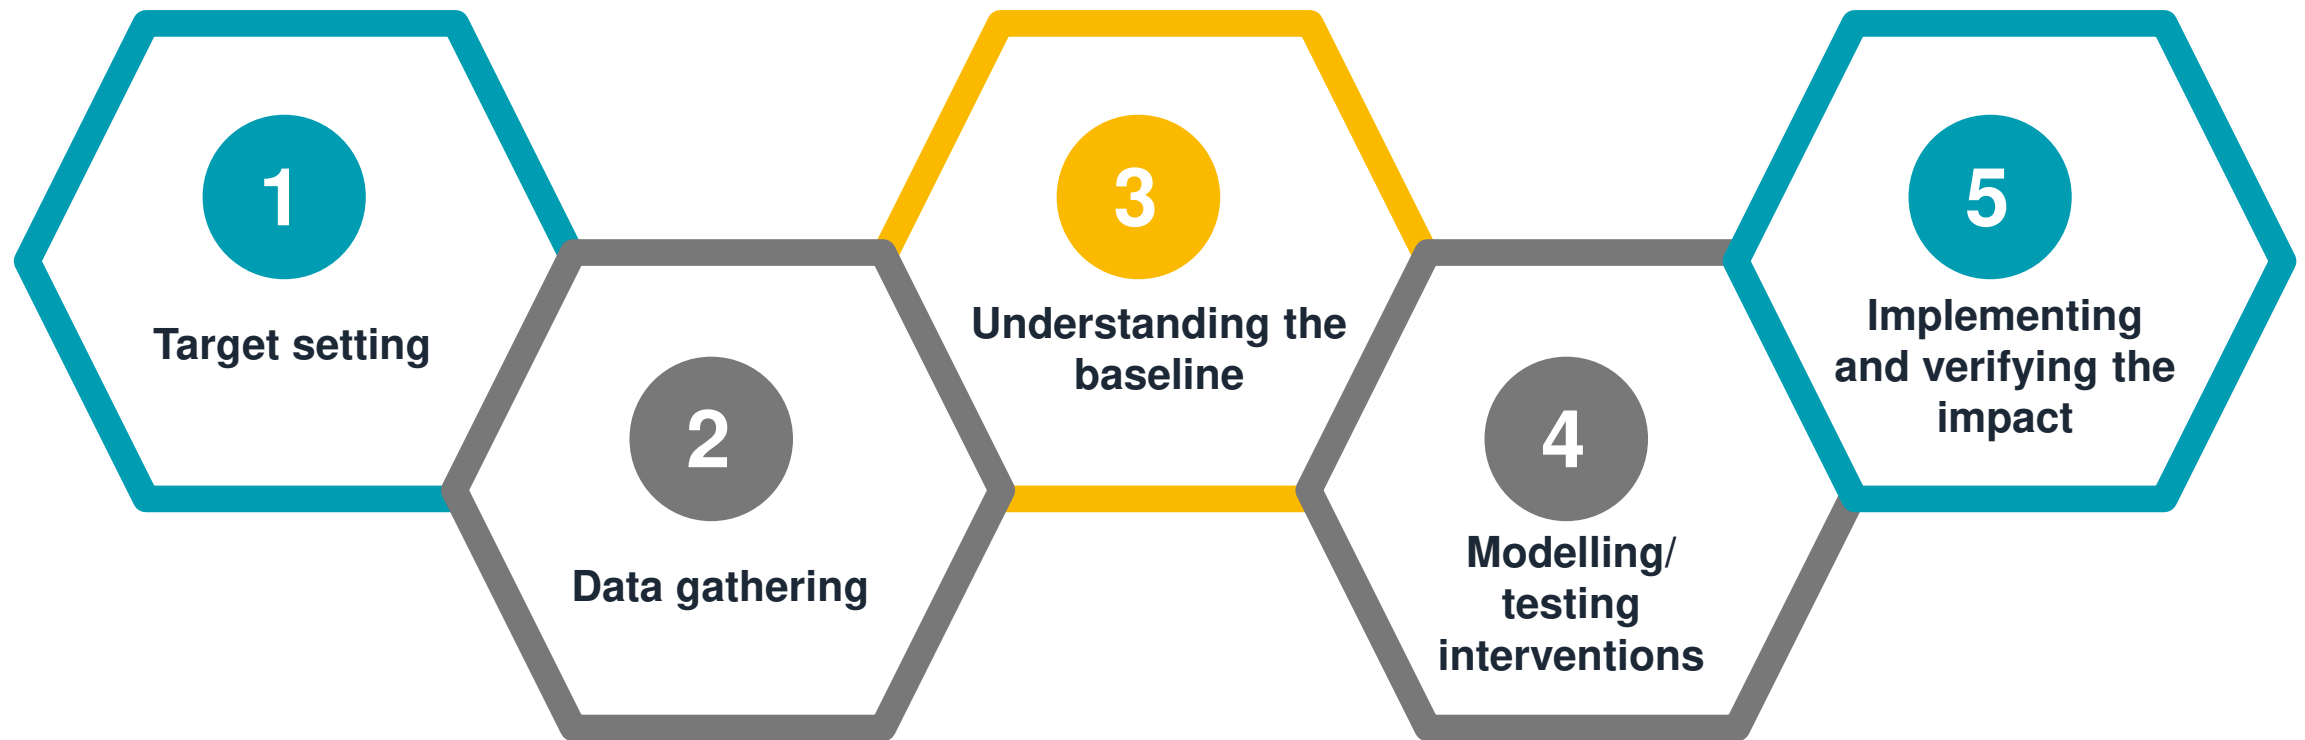 1
Target setting
2
Data gathering
3
Understanding the
baseline
4
Modelling/
testing
interventions
5
Implementing
and verifying the
impact